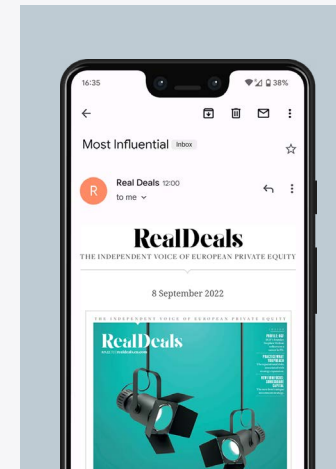 16:35
38%
Most Influential Inbox
R
Real Deals 12:00
to me
RealDeals
THE INDEPENDENT VOICE OF EUROPEAN PRIVATE EQUITY
8 September 2022
THE INDEPENDENT VOICE OF EUROPEAN PRIVATE EQUITY
RealDeals